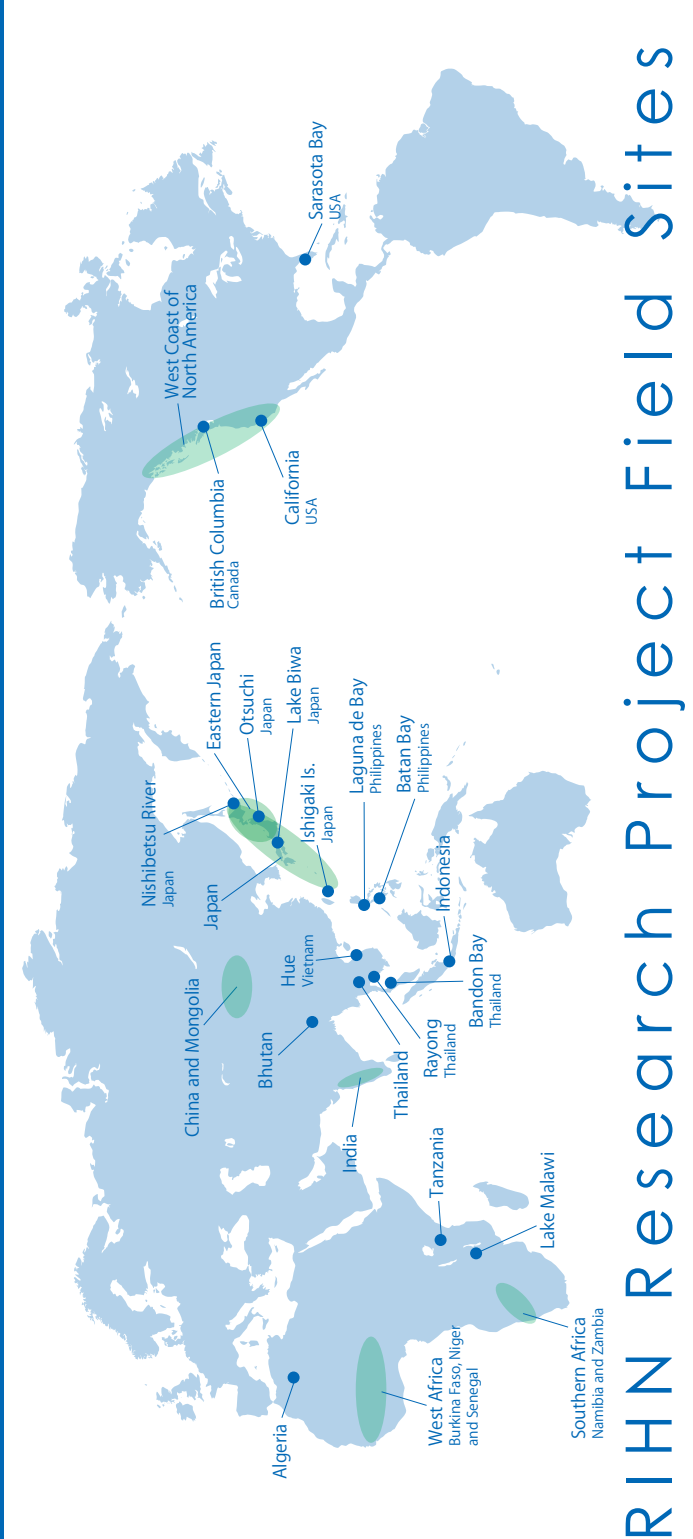 RIHN Research Project Field Sites
Algeria
West Africa
Burkina Faso, Niger
and Senegal
Southern Africa
Namibia and Zambia
Lake Malawi
Tanzania
India
China and Mongolia
Bhutan
Thailand
Rayong
Thailand
Bandon Bay
Thailand
Hue
Vietnam
Indonesia
Nishibetsu River
Japan
Japan
Ishigaki Is.
Japan
Laguna de Bay
Philippines
Batan Bay
Philippines
Eastern Japan
Otsuchi
Japan
Lake Biwa
Japan
British Columbia
Canada
California
USA
West Coast of
North America
Sarasota Bay
USA